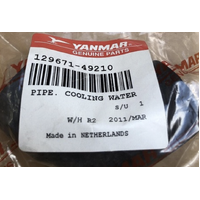 YANMAR
GENUINE PARTS
129671-49210
PIPE. COOLING WATER
S/U 1
W/H R2 2011/MAR
Made in NETHERLANDS